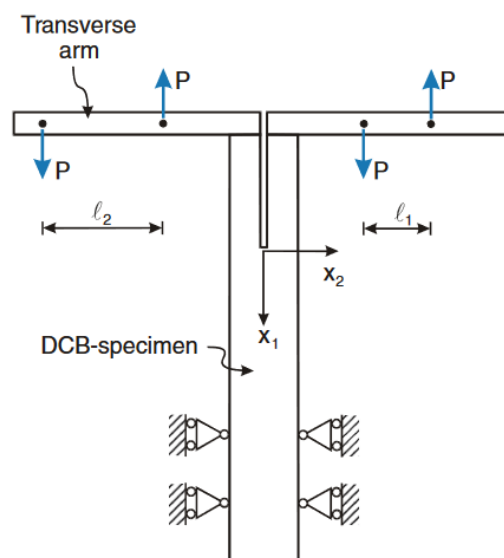 Transverse
arm
P
P
P
P
ℓ₂
ℓ₁
x₂
x₁
DCB-specimen